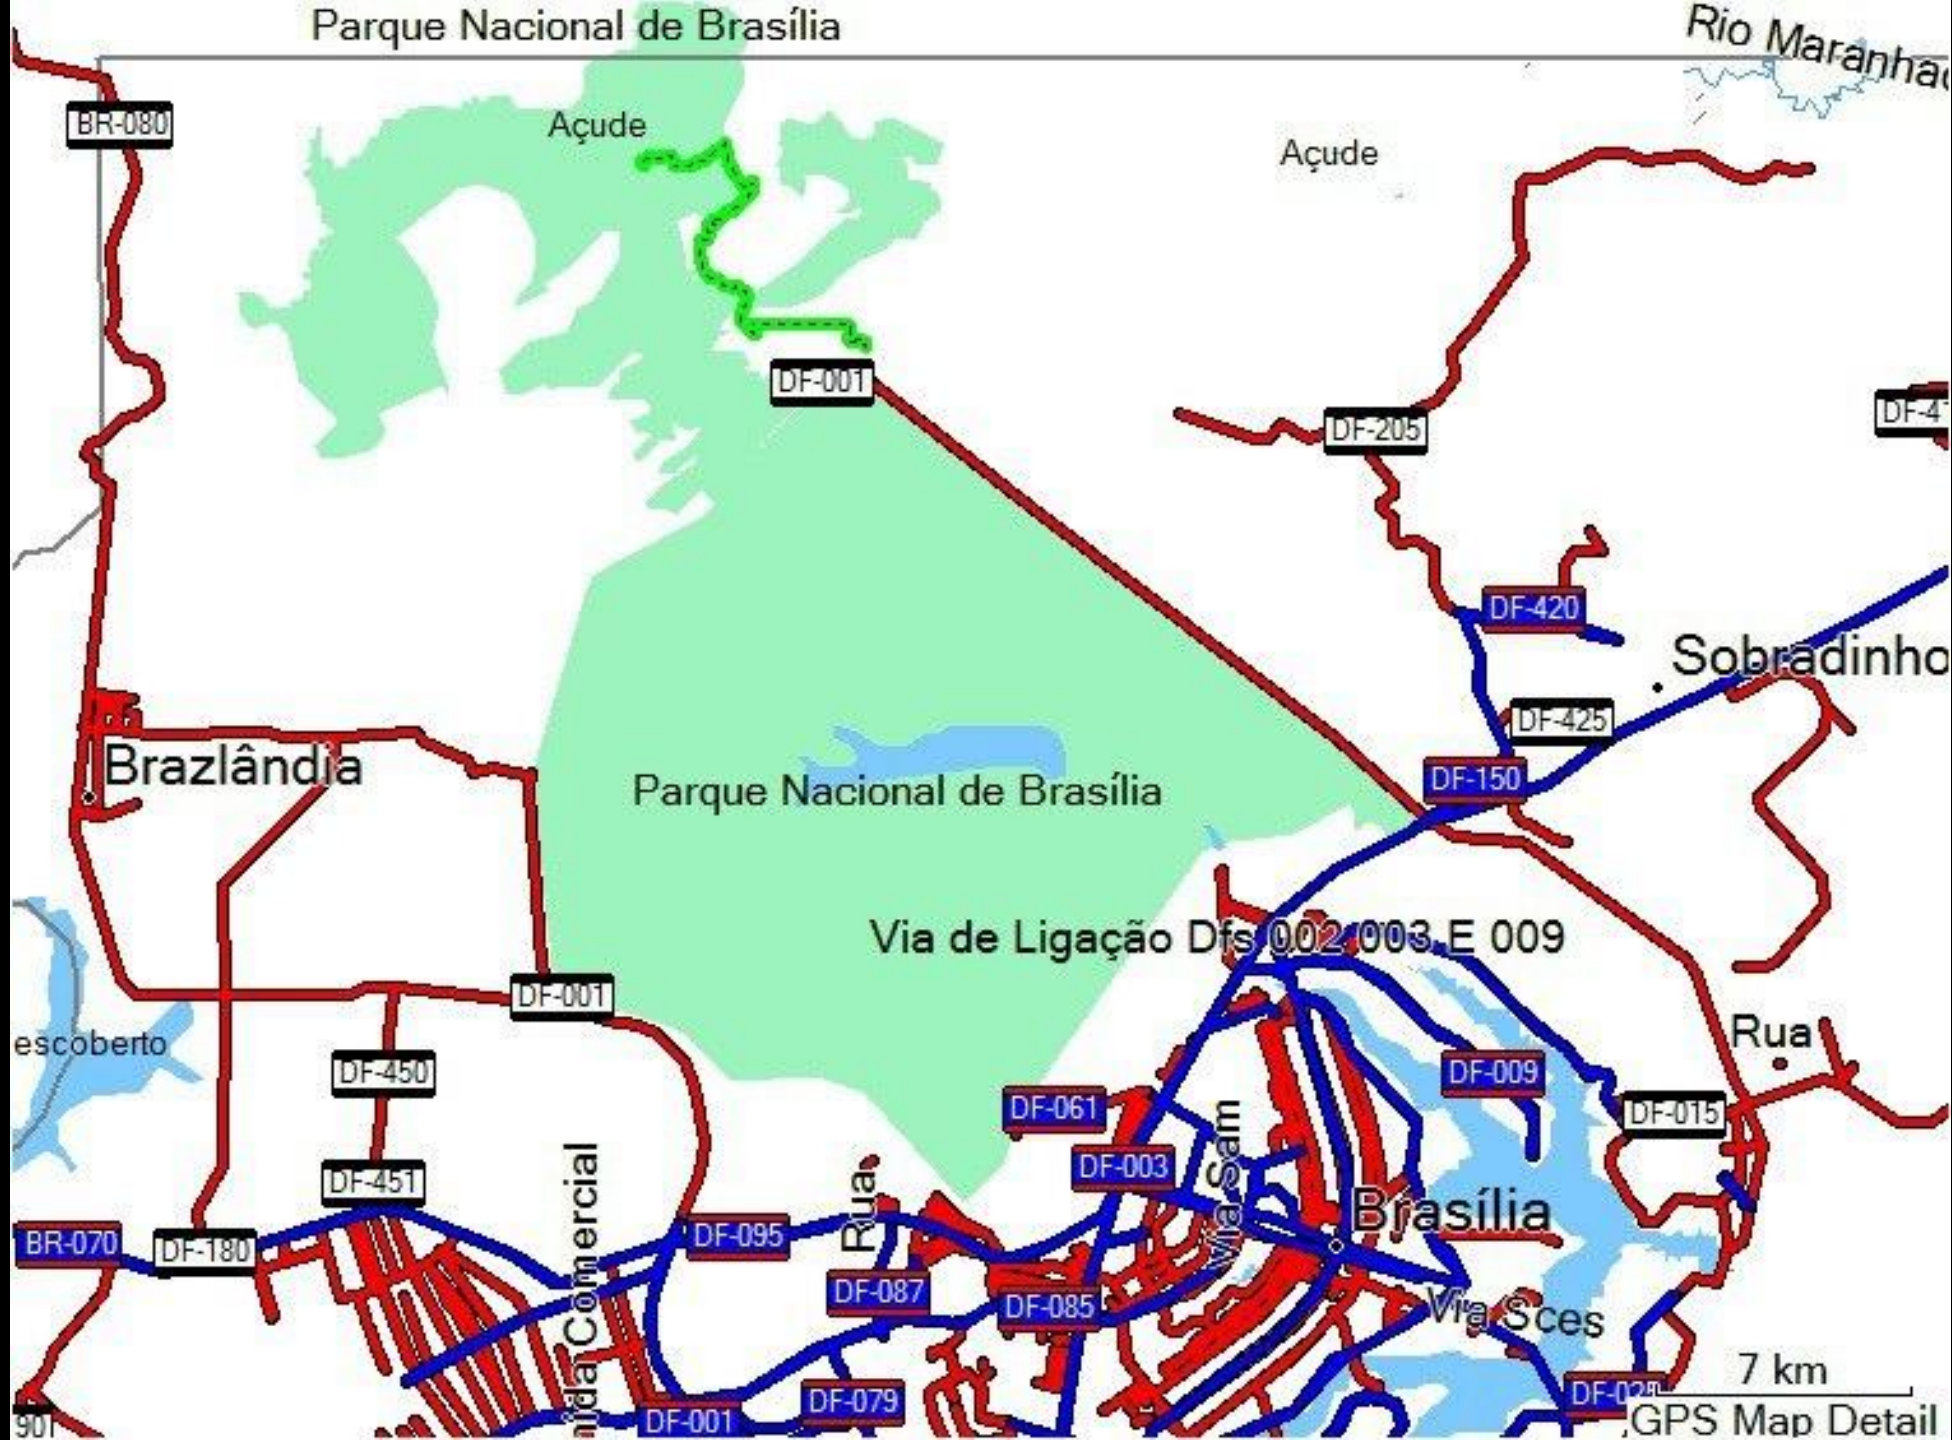 Parque Nacional de Brasília
Rio Maranhao
BR-080
Açude
Açude
DF-001
DF-205
DF-420
Sobradinho
DF-425
Brazlândia
DF-150
Parque Nacional de Brasília
Via de Ligação Dfs 002 003 E 009
DF-001
escoberto
Rua
DF-450
DF-009
DF-061
DF-015
DF-003
DF-451
Via Sam
Brasília
Rua
BR-070
DF-180
DF-095
nida Comercial
DF-087
DF-085
Via Sces
7 km
DF-079
DF-001
901
GPS Map Detail